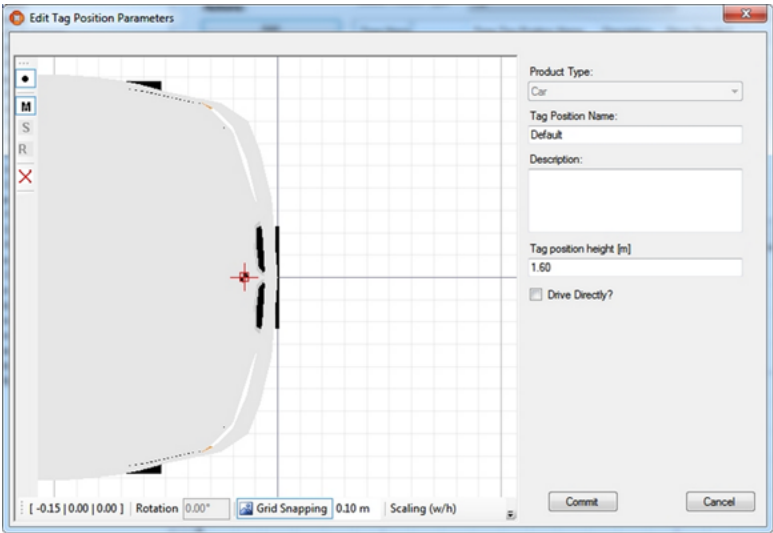 Edit Tag Position Parameters
Product Type:
Car
Tag Position Name:
Default
Description:
Tag position height [m]
1.60
Drive Directly?
M
S
R
[ -0.15 | 0.00 | 0.00 ] Rotation 0.00° Grid Snapping 0.10 m Scaling (w/h)
Commit Cancel